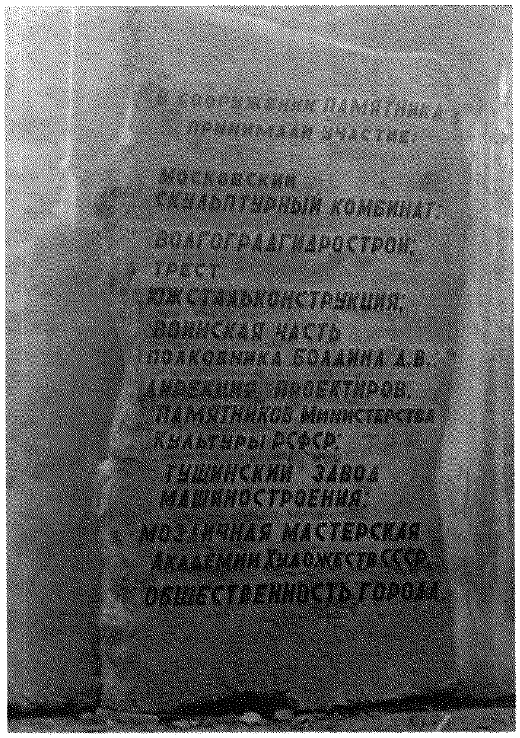 В СООРУЖЕНИИ ПАМЯТНИКА
ПРИНИМАЛИ УЧАСТИЕ:
МОСКОВСКИЙ
СКУЛЬПТУРНЫЙ КОМБИНАТ;
ВОЛГОГРАДГИДРОСТРОЙ;
ТРЕСТ
ЮЖСТАЛЬКОНСТРУКЦИЯ;
ВОИНСКАЯ ЧАСТЬ
ПОЛКОВНИКА БОЛДИНА Д.В.
ДИРЕКЦИЯ ПРОЕКТИРОВ.
ПАМЯТНИКОВ МИНИСТЕРСТВА
КУЛЬТУРЫ РСФСР;
ТУШИНСКИЙ ЗАВОД
МАШИНОСТРОЕНИЯ;
МОЗАИЧНАЯ МАСТЕРСКАЯ
АКАДЕМИИ ХУДОЖЕСТВ СССР.
ОБЩЕСТВЕННОСТЬ ГОРОДА.